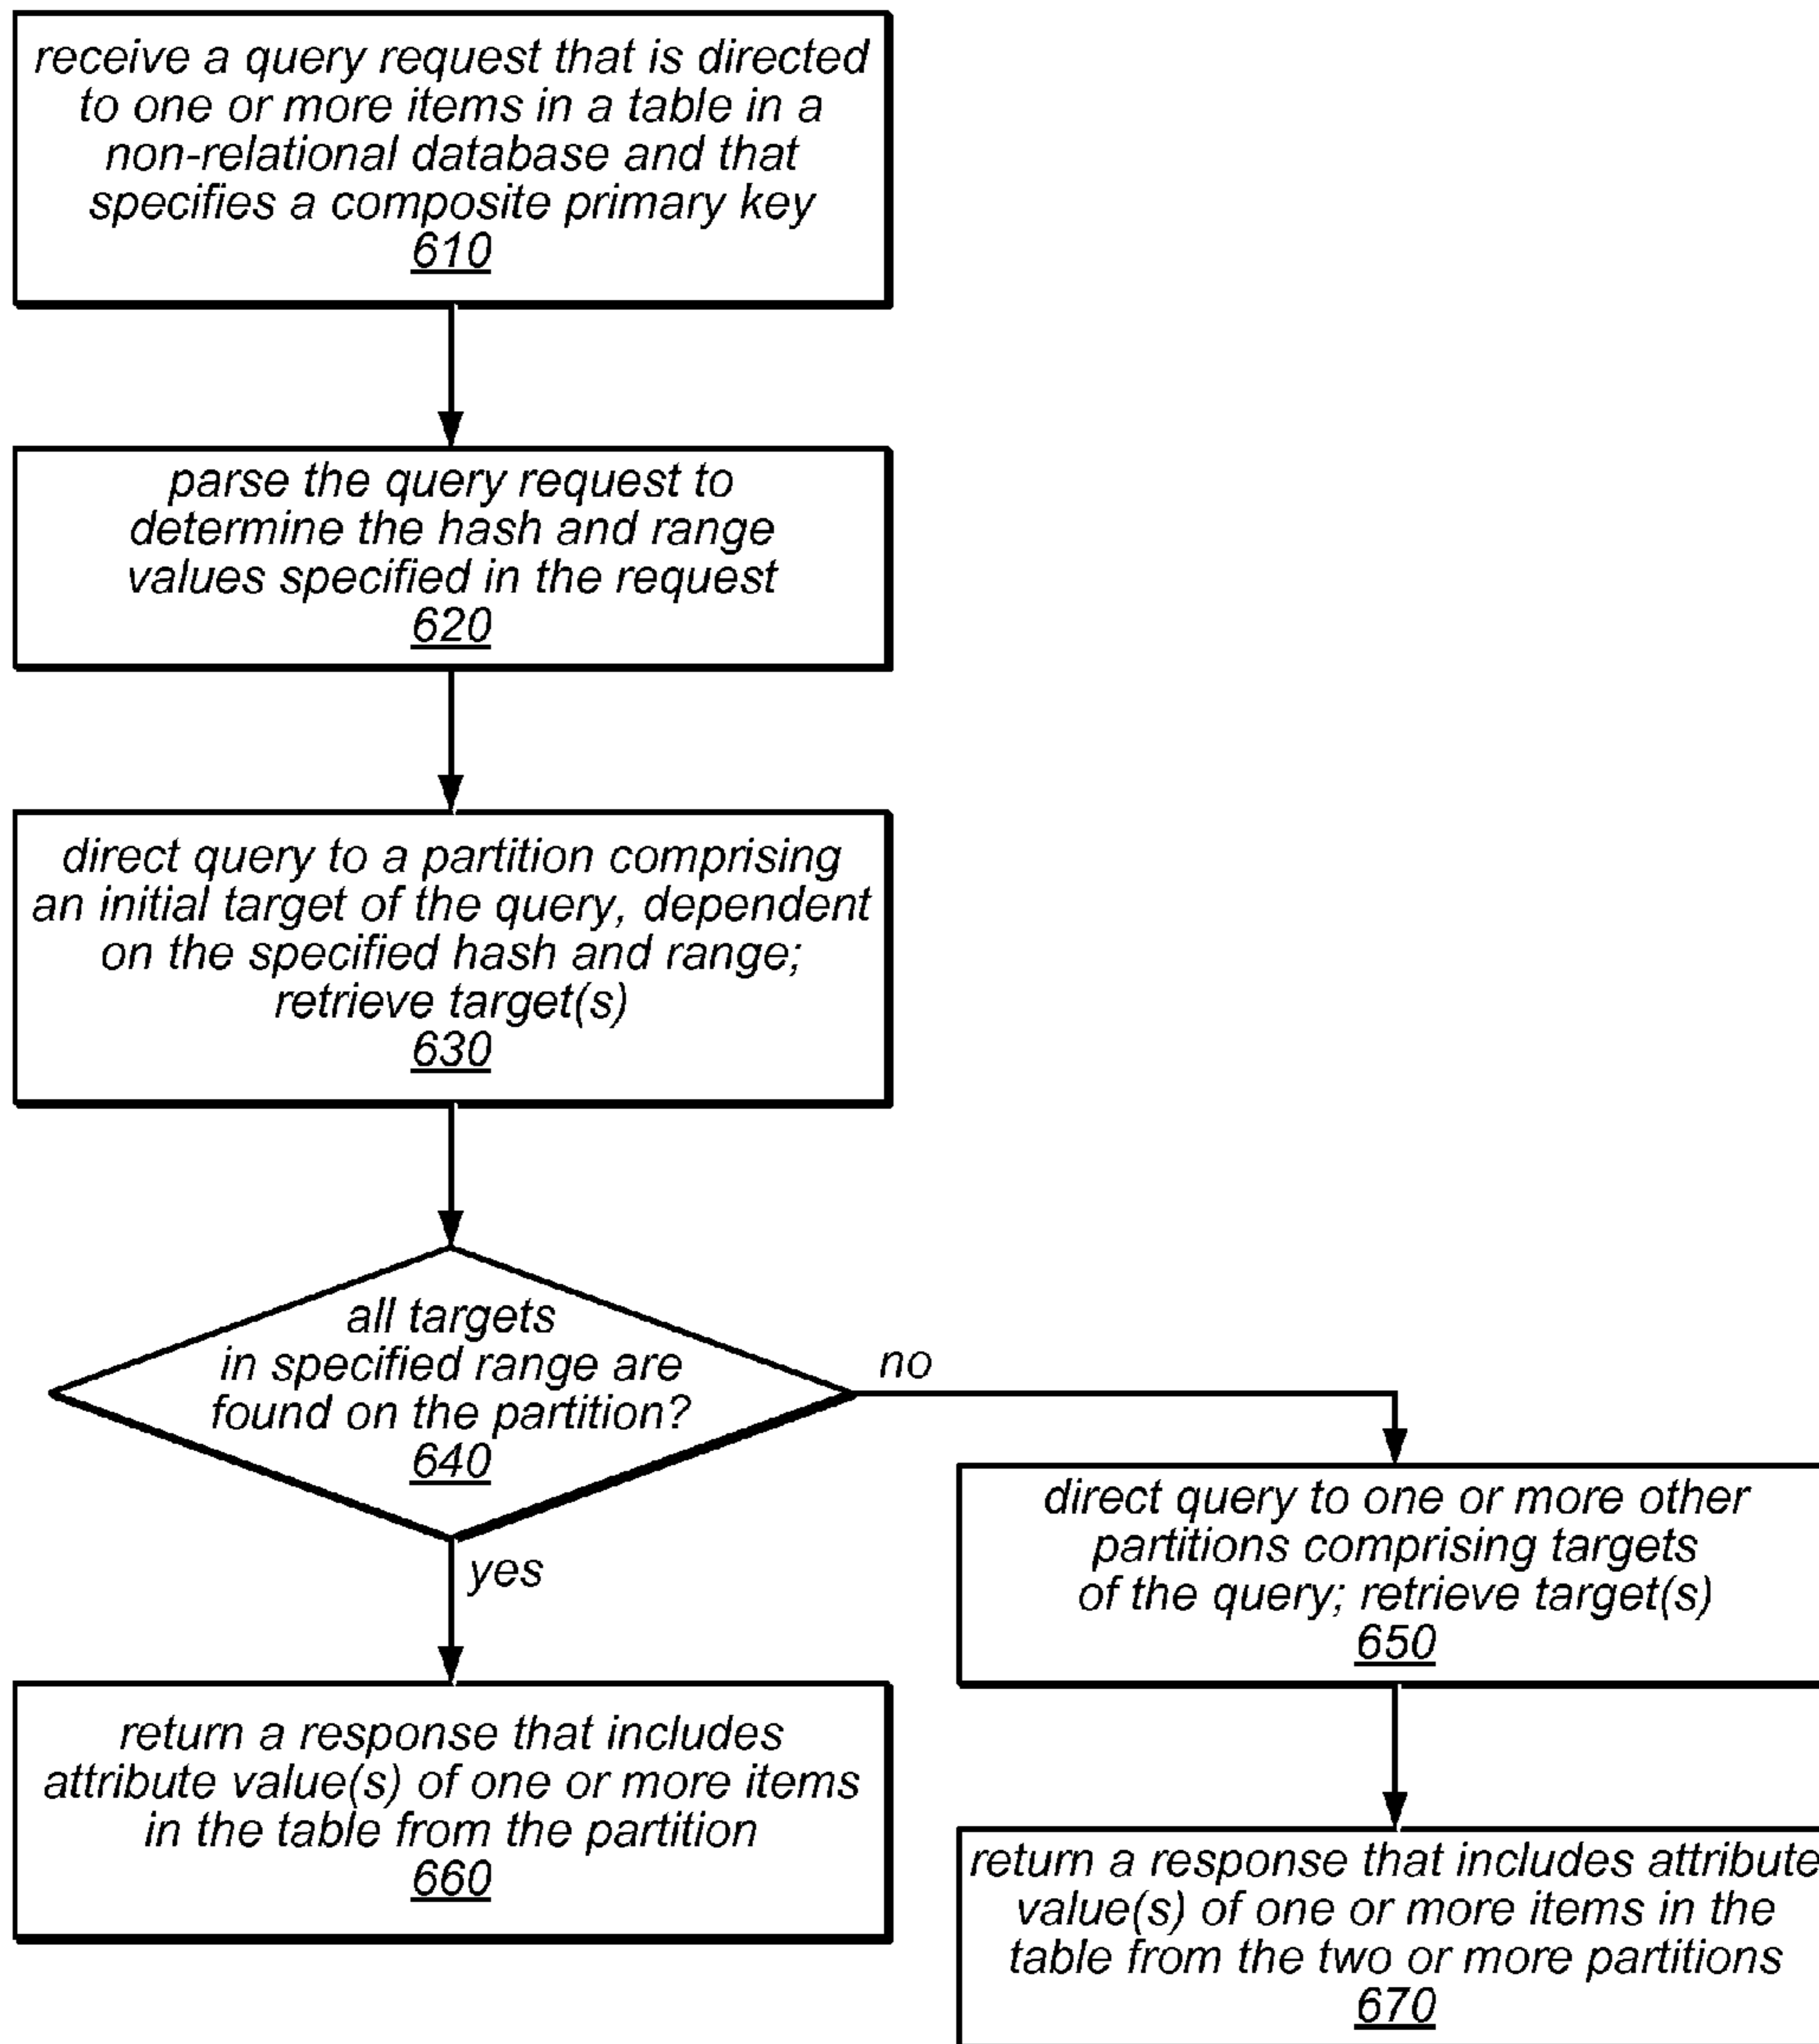 receive a query request that is directed
to one or more items in a table in a
non-relational database and that
specifies a composite primary key
610
parse the query request to
determine the hash and range
values specified in the request
620
direct query to a partition comprising
an initial target of the query, dependent
on the specified hash and range;
retrieve target(s)
630
all targets
in specified range are
found on the partition?
640
no
yes
direct query to one or more other
partitions comprising targets
of the query; retrieve target(s)
650
return a response that includes
attribute value(s) of one or more items
in the table from the partition
660
return a response that includes attribute
value(s) of one or more items in the
table from the two or more partitions
670